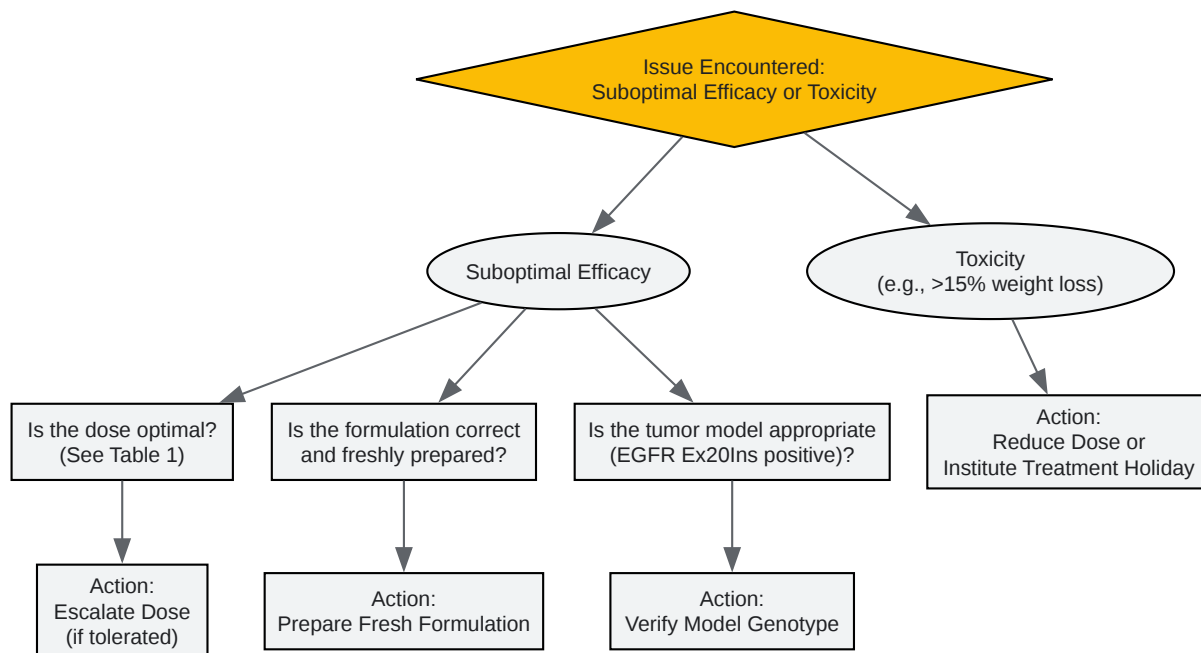 Issue Encountered:
Suboptimal Efficacy or Toxicity
Suboptimal Efficacy
Toxicity
(e.g., >15% weight loss)
Is the dose optimal?
(See Table 1)
Is the formulation correct
and freshly prepared?
Is the tumor model appropriate
(EGFR Ex20Ins positive)?
Action:
Reduce Dose or
Institute Treatment Holiday
Action:
Escalate Dose
(if tolerated)
Action:
Prepare Fresh Formulation
Action:
Verify Model Genotype